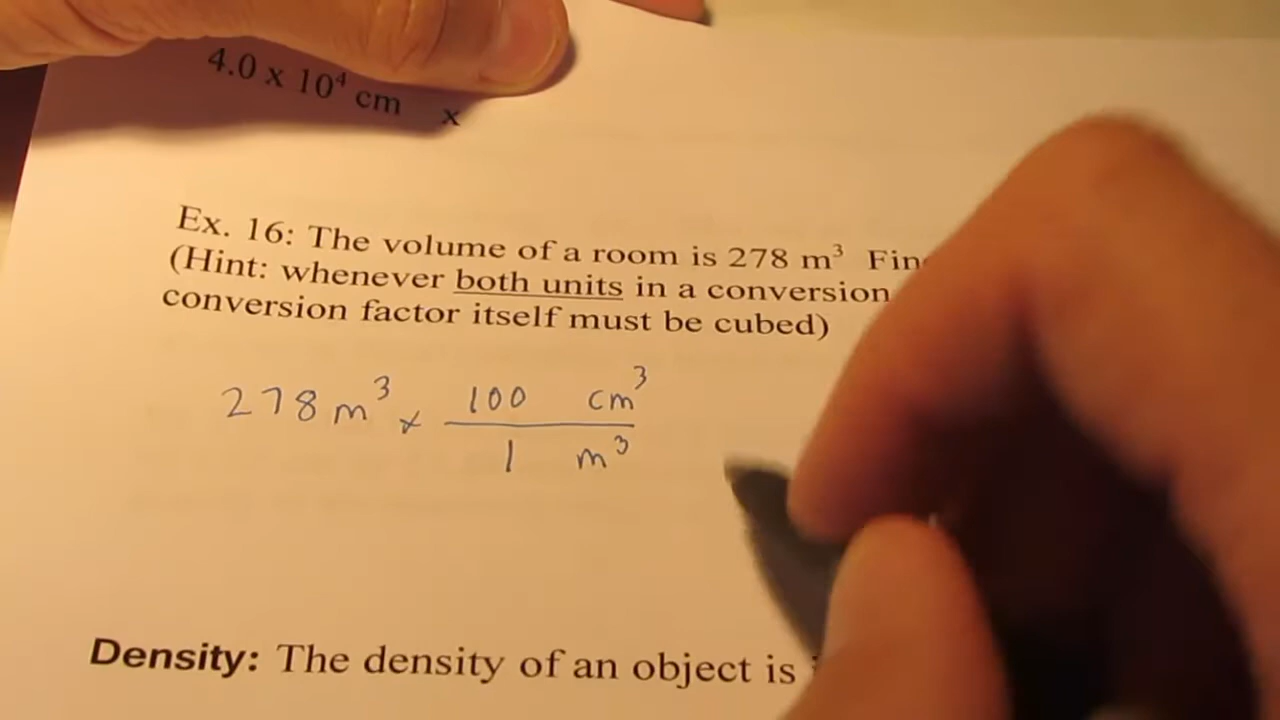 4.0 x 10⁴ cm x
Ex. 16: The volume of a room is 278 m³
(Hint: whenever both units in a conversion
conversion factor itself must be cubed)
278 m³ x 100 cm³
1 m³
Density: The density of an object is